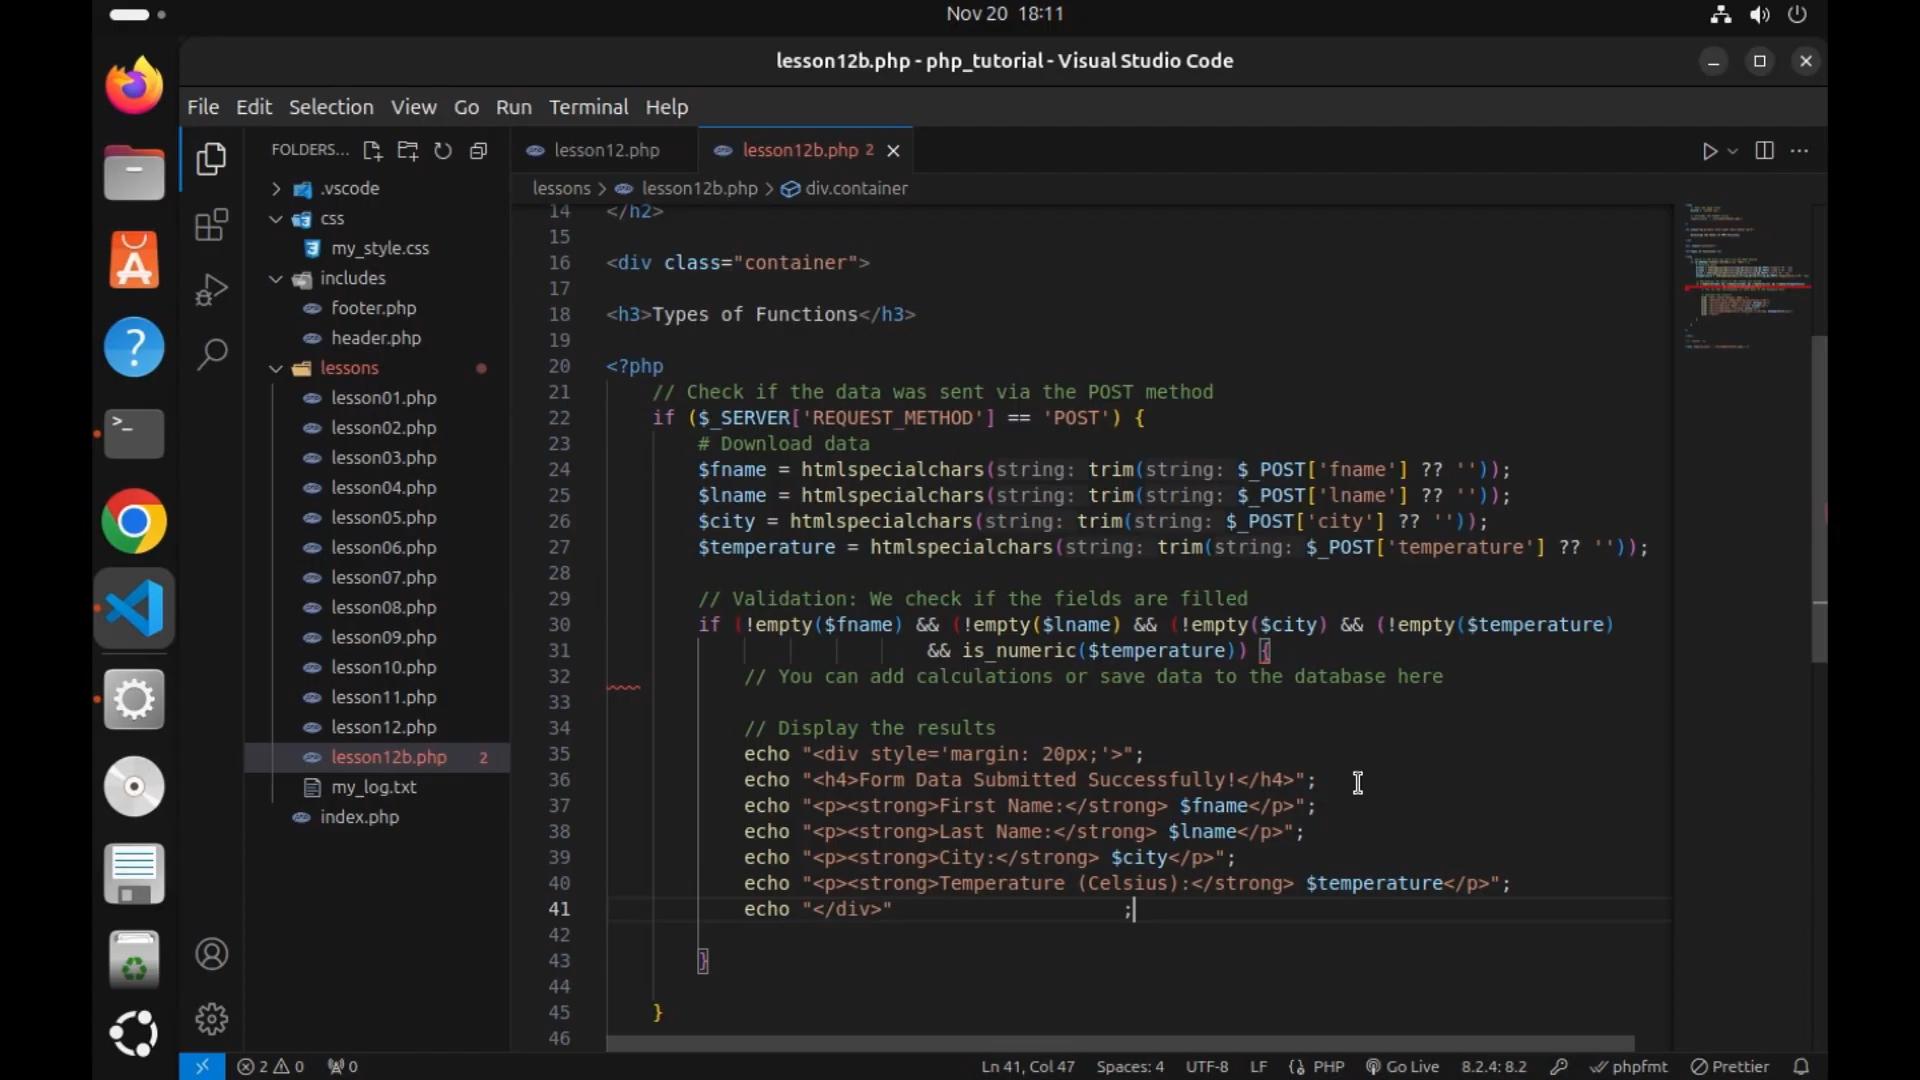 Nov 20 18:11
lesson12b.php - php_tutorial - Visual Studio Code
File Edit Selection View Go Run Terminal Help
FOLDERS...
.vscode
css
my_style.css
includes
footer.php
header.php
lessons
lesson01.php
lesson02.php
lesson03.php
lesson04.php
lesson05.php
lesson06.php
lesson07.php
lesson08.php
lesson09.php
lesson10.php
lesson11.php
lesson12.php
lesson12b.php 2
my_log.txt
index.php
lesson12.php lesson12b.php 2
lessons > lesson12b.php > div.container
14 </h2>
15
16 <div class="container">
17
18 <h3>Types of Functions</h3>
19
20 <?php
21 // Check if the data was sent via the POST method
22 if ($_SERVER['REQUEST_METHOD'] == 'POST') {
23 # Download data
24 $fname = htmlspecialchars(string: trim(string: $_POST['fname'] ?? ''));
25 $lname = htmlspecialchars(string: trim(string: $_POST['lname'] ?? ''));
26 $city = htmlspecialchars(string: trim(string: $_POST['city'] ?? ''));
27 $temperature = htmlspecialchars(string: trim(string: $_POST['temperature'] ?? ''));
28
29 // Validation: We check if the fields are filled
30 if (!empty($fname) && (!empty($lname) && (!empty($city) && (!empty($temperature)
31 && is_numeric($temperature)) {
32 // You can add calculations or save data to the database here
33
34 // Display the results
35 echo "<div style='margin: 20px;'>";
36 echo "<h4>Form Data Submitted Successfully!</h4>";
37 echo "<p><strong>First Name:</strong> $fname</p>";
38 echo "<p><strong>Last Name:</strong> $lname</p>";
39 echo "<p><strong>City:</strong> $city</p>";
40 echo "<p><strong>Temperature (Celsius):</strong> $temperature</p>";
41 echo "</div>" ;
42
43 }
44
45 }
46
2 0 0 Ln 41, Col 47 Spaces: 4 UTF-8 LF {} PHP Go Live 8.2.4: 8.2 phpfmt Prettier